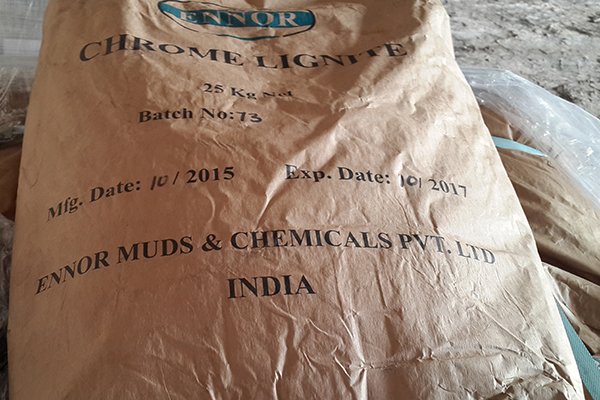 ENNOR
CHROME LIGNITE
25 Kg Net
Batch No:73
Mfg. Date: 10/2015 Exp. Date: 10/2017
ENNOR MUDS & CHEMICALS PVT. LTD
INDIA